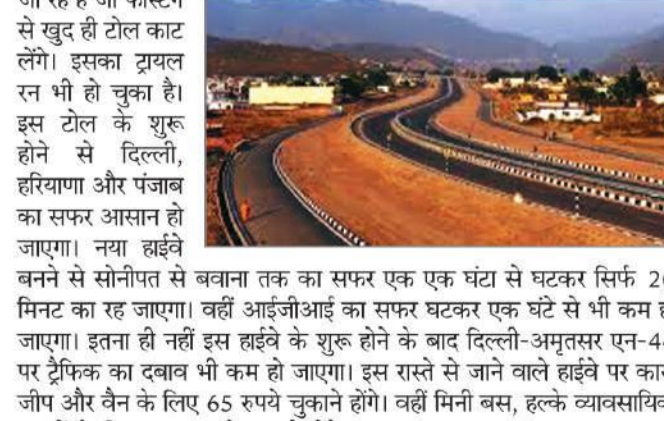 से खुद ही टोल काट
लेंगे। इसका ट्रायल
रन भी हो चुका है।
इस टोल के शुरू
होने से दिल्ली,
हरियाणा और पंजाब
का सफर आसान हो
जाएगा। नया हाईवे
बनने से सोनीपत से बवाना तक का सफर एक एक घंटा से घटकर सिर्फ
मिनट का रह जाएगा। वहीं आईजीआई का सफर घटकर एक घंटे से भी कम
जाएगा। इतना ही नहीं इस हाईवे के शुरू होने के बाद दिल्ली-अमृतसर
पर ट्रैफिक का दबाव भी कम हो जाएगा। इस रास्ते से जाने वाले हाईवे पर
जीप और वैन के लिए 65 रुपये चुकाने होंगे। वहीं मिनी बस, हल्के